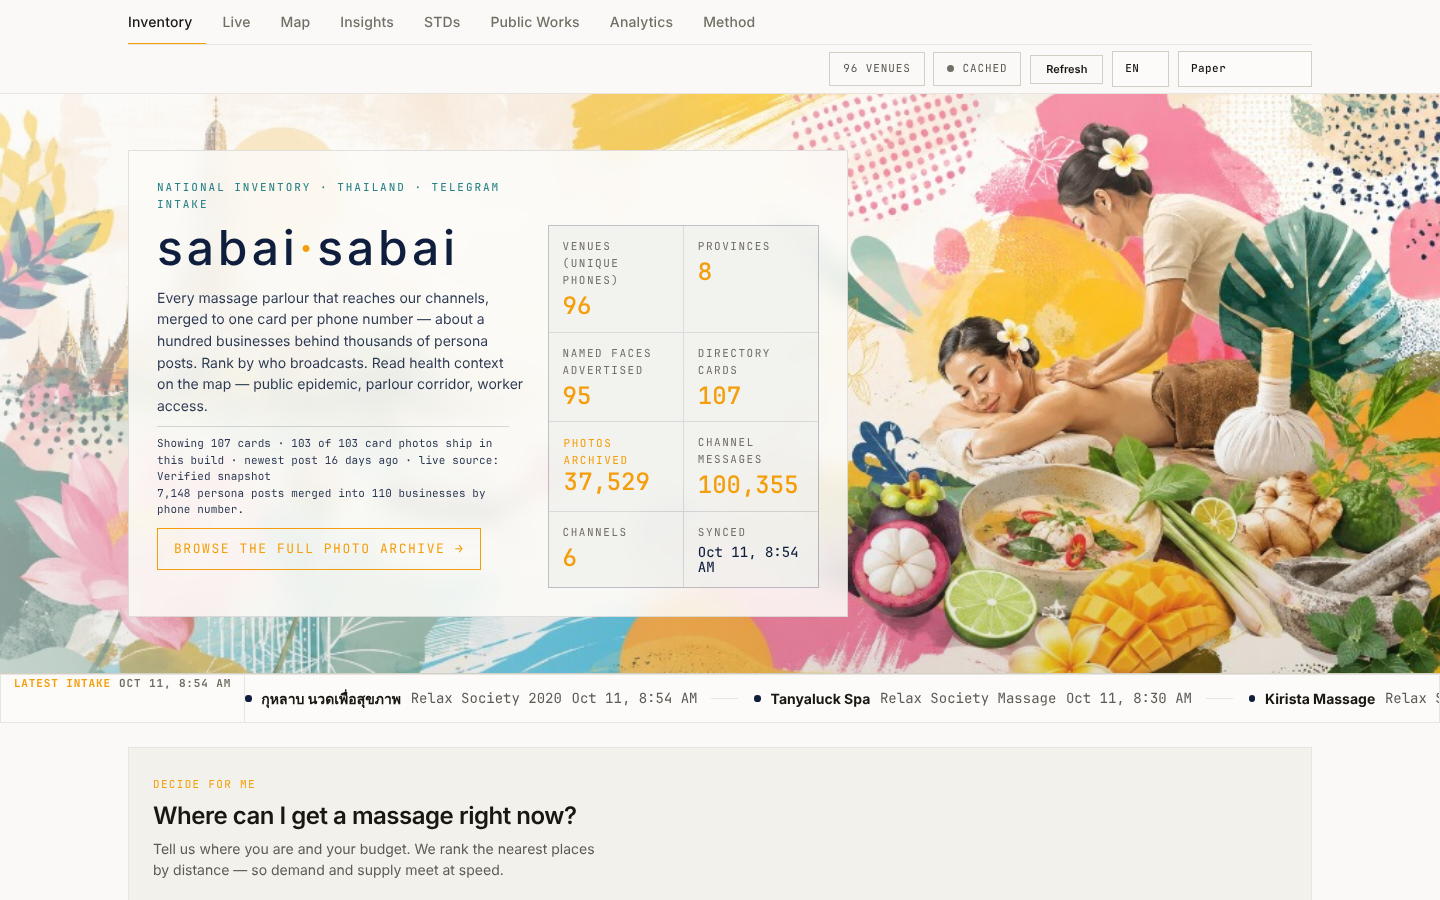 Inventory Live Map Insights STDs Public Works Analytics Method
96 VENUES CACHED Refresh EN Paper
NATIONAL INVENTORY · THAILAND · TELEGRAM
INTAKE
sabai·sabai
Every massage parlour that reaches our channels,
merged to one card per phone number — about a
hundred businesses behind thousands of persona
posts. Rank by who broadcasts. Read health context
on the map — public epidemic, parlour corridor, worker
access.
Showing 107 cards · 103 of 103 card photos ship in
this build · newest post 16 days ago · live source:
Verified snapshot
7,148 persona posts merged into 110 businesses by
phone number.
BROWSE THE FULL PHOTO ARCHIVE →
VENUES
(UNIQUE
PHONES)
96
PROVINCES
8
NAMED FACES
ADVERTISED
95
DIRECTORY
CARDS
107
PHOTOS
ARCHIVED
37,529
CHANNEL
MESSAGES
100,355
CHANNELS
6
SYNCED
Oct 11, 8:54
AM
LATEST INTAKE OCT 11, 8:54 AM
กุหลาบ นวดเพื่อสุขภาพ Relax Society 2020 Oct 11, 8:54 AM
Tanyaluck Spa Relax Society Massage Oct 11, 8:30 AM
Kirista Massage Relax
DECIDE FOR ME
Where can I get a massage right now?
Tell us where you are and your budget. We rank the nearest places
by distance — so demand and supply meet at speed.